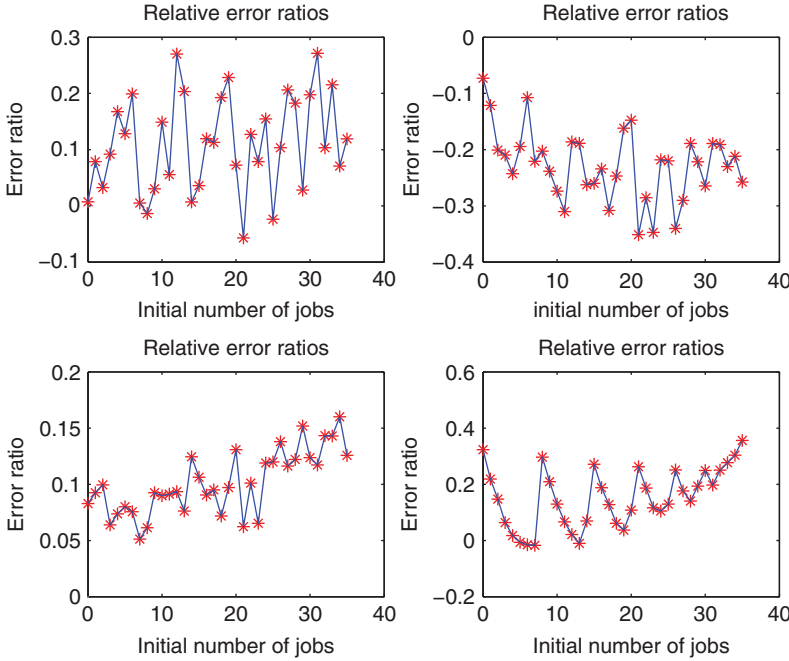 Relative error ratios
0.3
0.2
0.1
0
−0.1
Error ratio
0 10 20 30 40
Initial number of jobs
Relative error ratios
0
−0.1
−0.2
−0.3
−0.4
Error ratio
0 10 20 30 40
initial number of jobs
Relative error ratios
0.2
0.15
0.1
0.05
0
Error ratio
0 10 20 30 40
Initial number of jobs
Relative error ratios
0.6
0.4
0.2
0
−0.2
Error ratio
0 10 20 30 40
Initial number of jobs